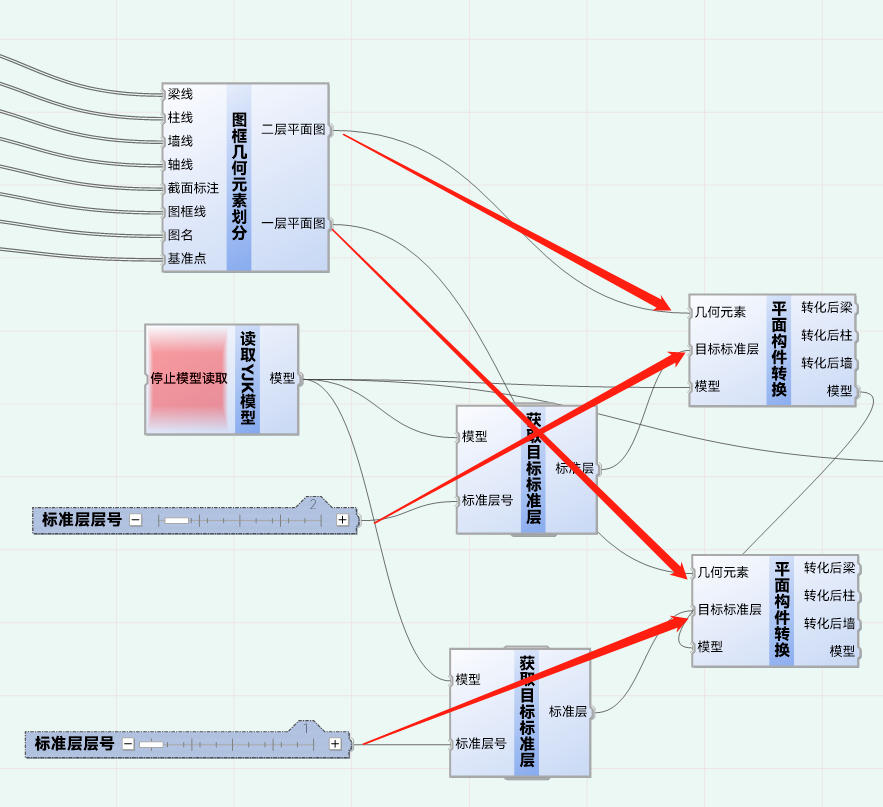 梁线
柱线
墙线
轴线
截面标注
图框线
图名
基准点
图框几何元素划分
二层平面图
一层平面图
停止模型读取
读取YJK模型
模型
几何元素
目标标准层
模型
平面构件转换
转化后梁
转化后柱
转化后墙
模型
模型
标准层号
获取目标标准层
标准层
标准层层号
2
几何元素
目标标准层
模型
平面构件转换
转化后梁
转化后柱
转化后墙
模型
模型
标准层号
获取目标标准层
标准层
标准层层号
1